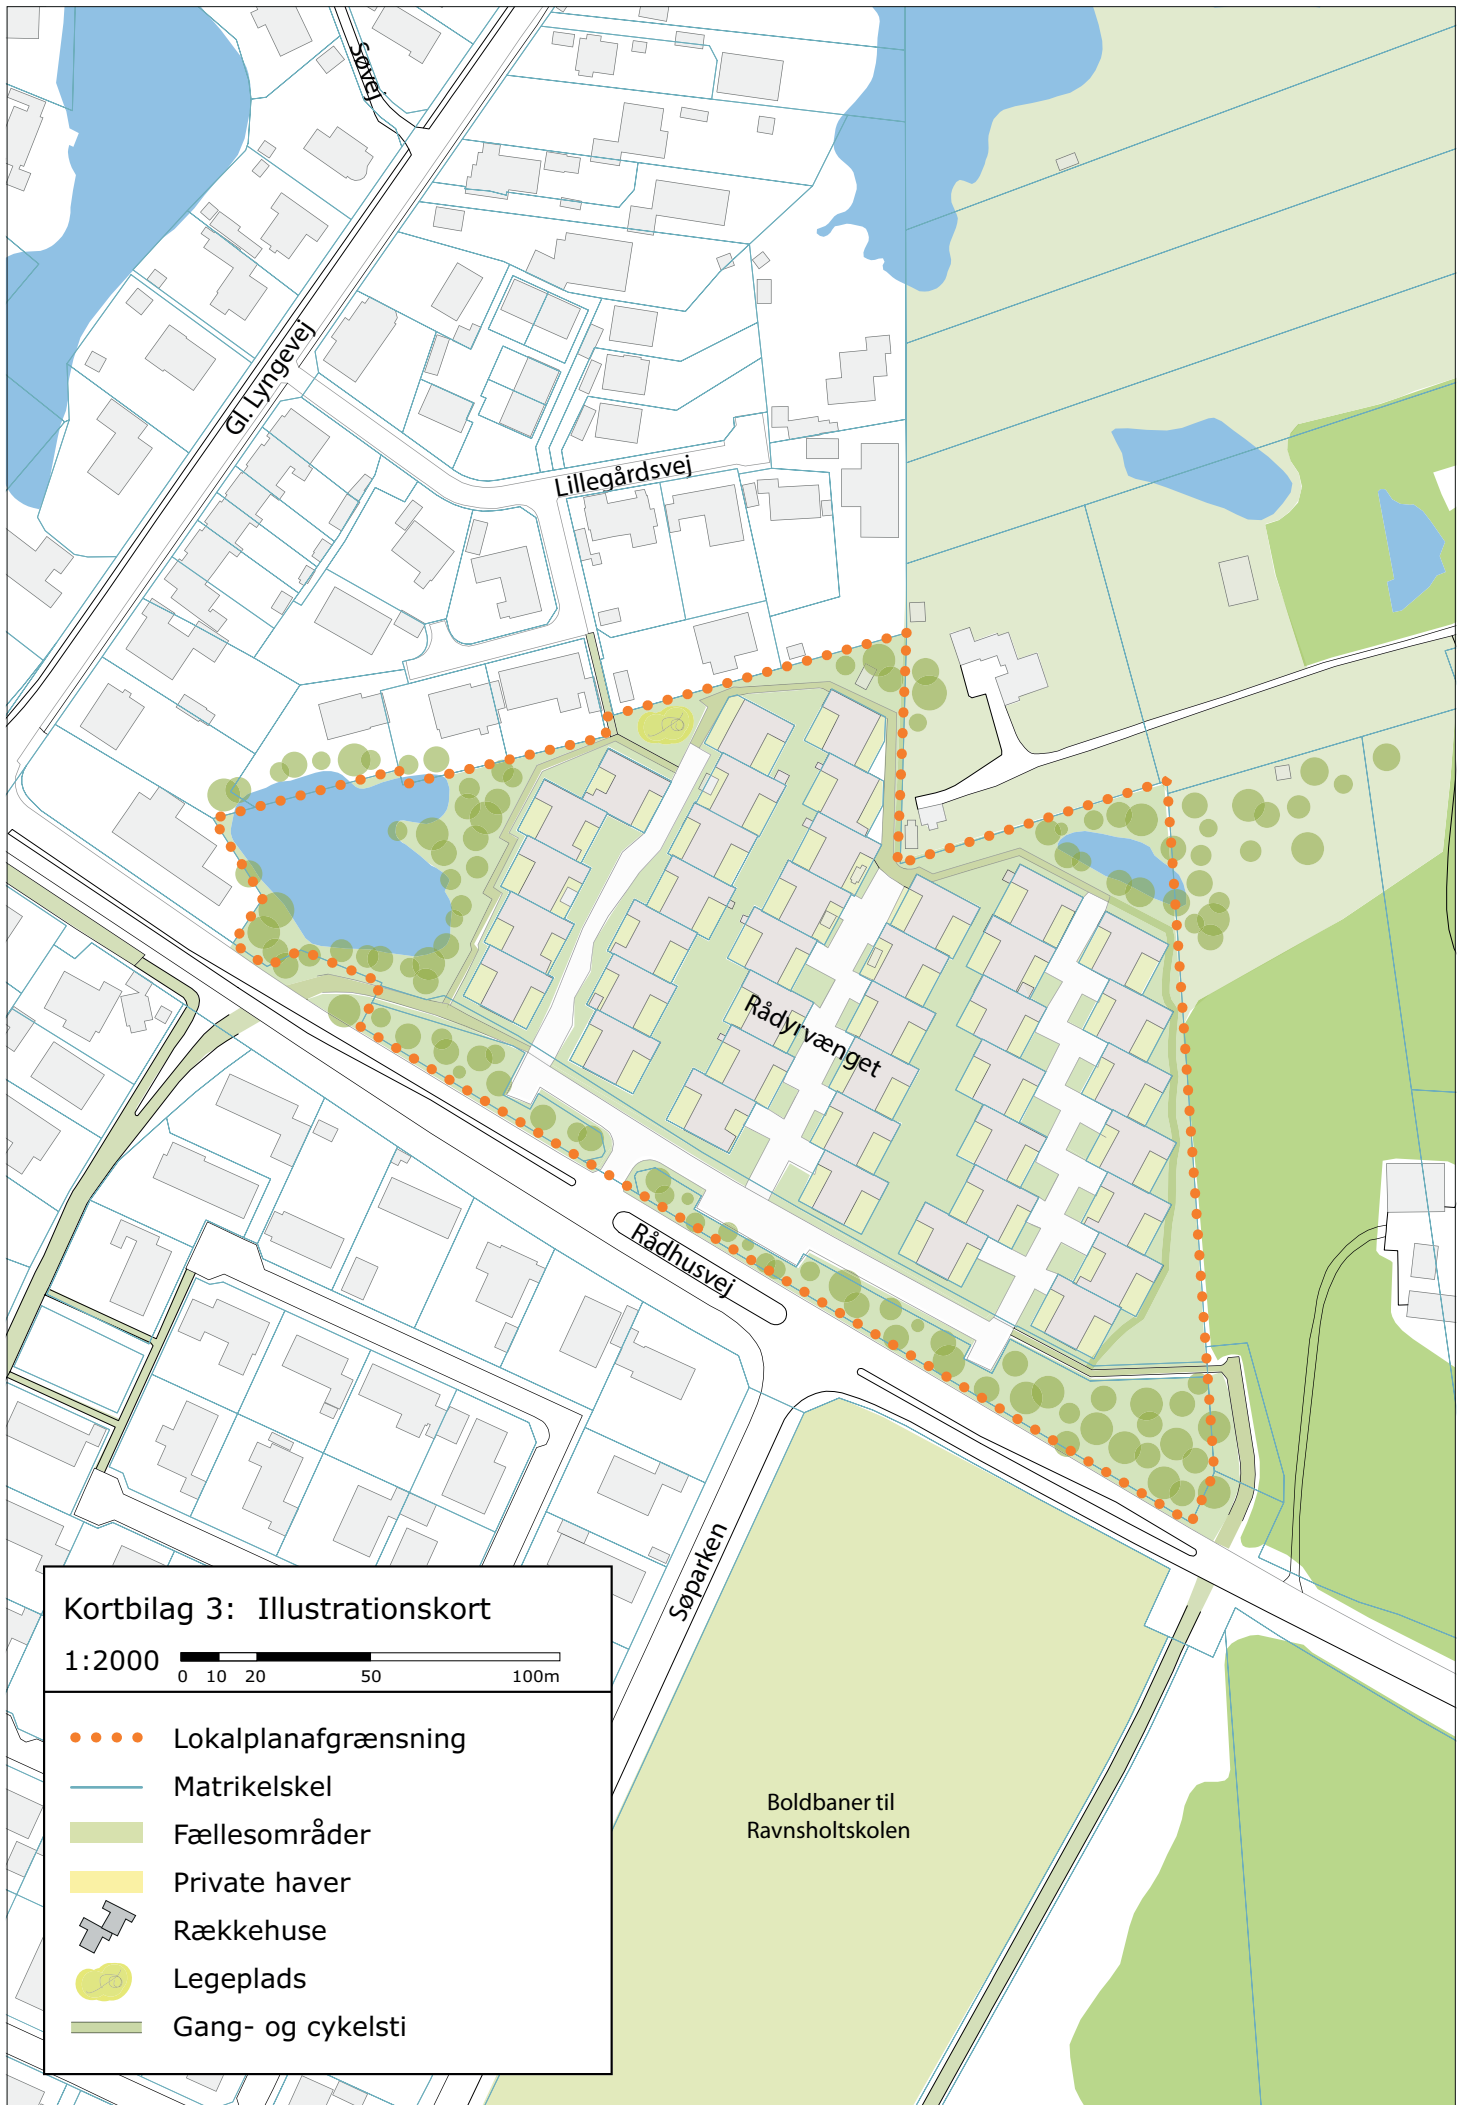 Søvej
Gl. Lyngevej
Lillegårdsvej
Rådyrvænget
Rådhusvej
Søparken
Boldbaner til
Ravnsholtskolen
Kortbilag 3: Illustrationskort
1:2000
0 10 20 50 100m
Lokalplanafgrænsning
Matrikelskel
Fællesområder
Private haver
Rækkehuse
Legeplads
Gang- og cykelsti